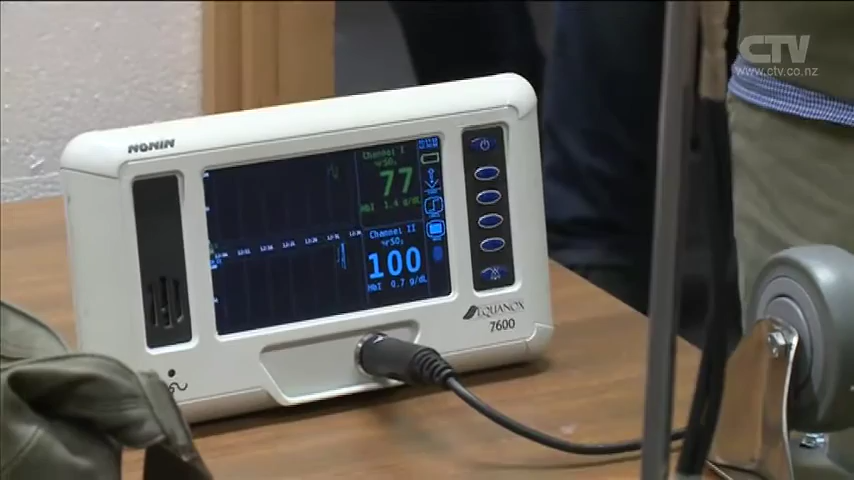 CTV
www.ctv.co.nz
NONIN
Channel I
%rSO₂
77
HbI 1.4 g/dL
Channel II
%rSO₂
100
HbI 0.7 g/dL
EQUANOX
7600